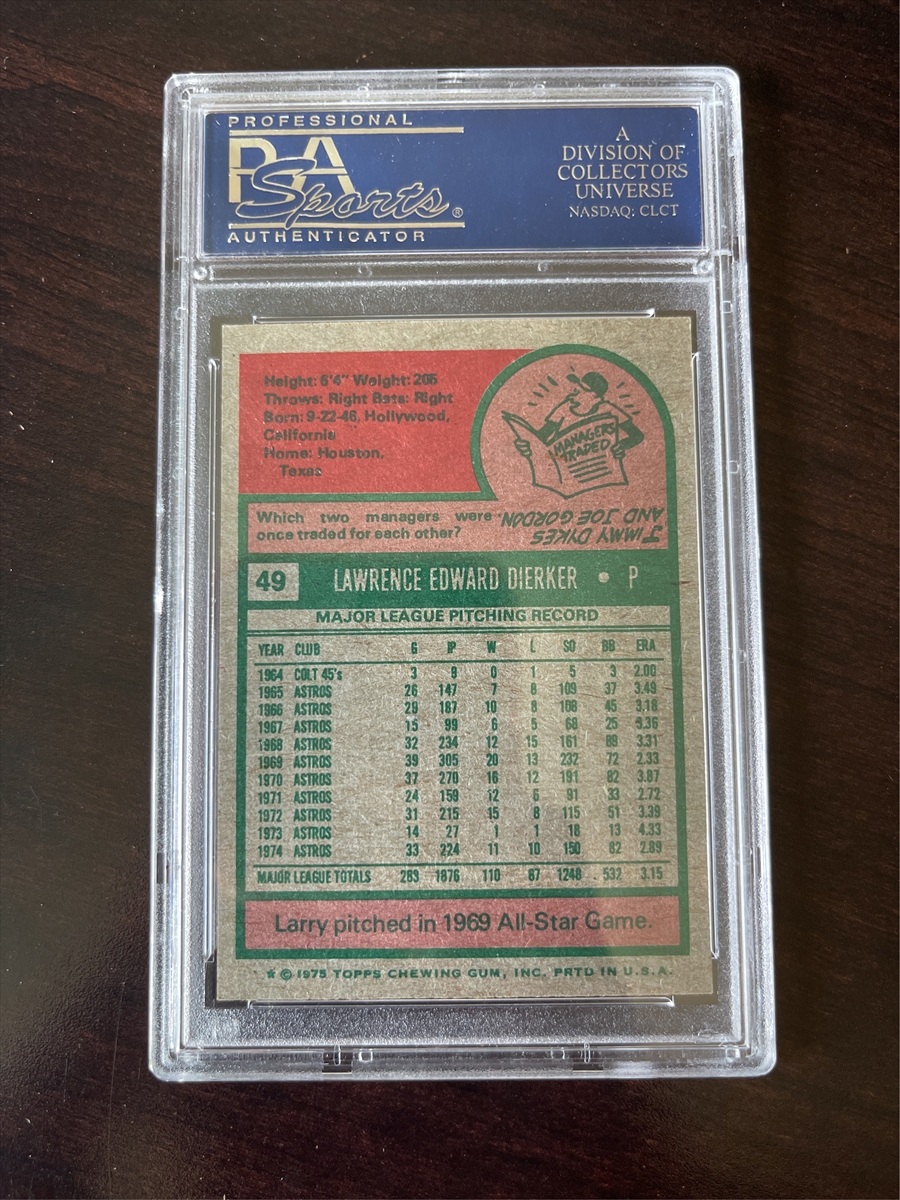 PROFESSIONAL
PSA
Sports®
AUTHENTICATOR
A
DIVISION OF
COLLECTORS
UNIVERSE
NASDAQ: CLCT
Height: 6'4" Weight: 205
Throws: Right Bats: Right
Born: 9-22-46, Hollywood,
California
Home: Houston,
Texas
MANAGERS
TRADED
Which two managers were
once traded for each other?
JIMMY DYKES
AND JOE GORDON.
49 LAWRENCE EDWARD DIERKER • P
MAJOR LEAGUE PITCHING RECORD
YEAR CLUB G IP W L SO BB ERA
1964 COLT 45's 3 9 0 1 5 3 2.00
1965 ASTROS 26 147 7 8 109 37 3.49
1966 ASTROS 29 187 10 8 108 45 3.18
1967 ASTROS 15 99 6 5 68 25 3.36
1968 ASTROS 32 234 12 15 161 89 3.31
1969 ASTROS 39 305 20 13 232 72 2.33
1970 ASTROS 37 270 16 12 191 82 3.87
1971 ASTROS 24 159 12 6 91 33 2.72
1972 ASTROS 31 215 15 8 115 51 3.39
1973 ASTROS 14 27 1 1 18 13 4.33
1974 ASTROS 33 224 11 10 150 82 2.89
MAJOR LEAGUE TOTALS 283 1876 110 87 1248 532 3.15
Larry pitched in 1969 All-Star Game.
* © 1975 TOPPS CHEWING GUM, INC. PRTD IN U.S.A.